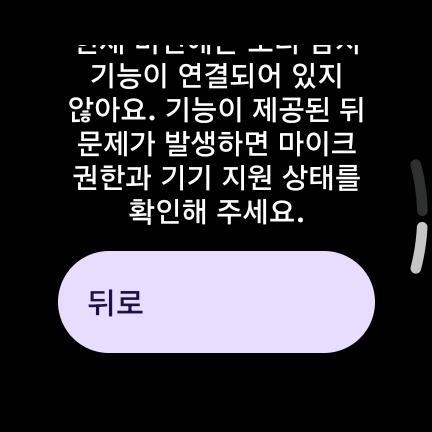 기능이 연결되어 있지
않아요. 기능이 제공된 뒤
문제가 발생하면 마이크
권한과 기기 지원 상태를
확인해 주세요.
뒤로